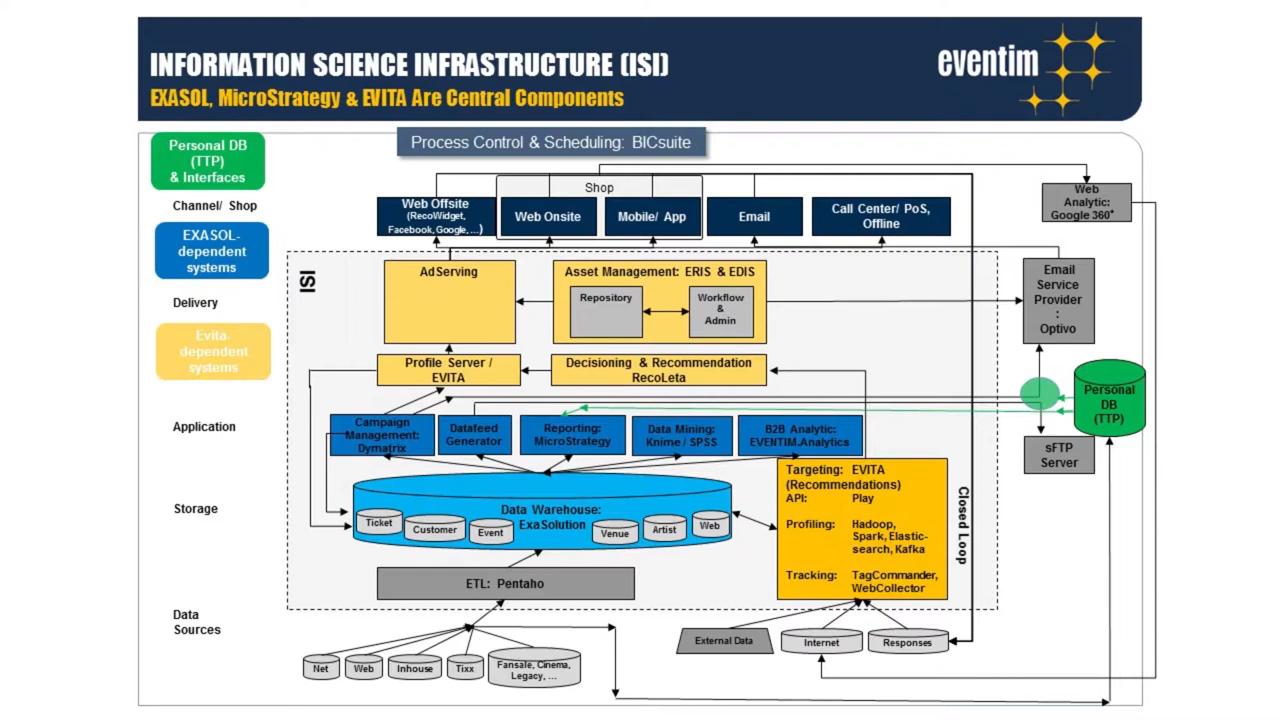 INFORMATION SCIENCE INFRASTRUCTURE (ISI)
EXASOL, MicroStrategy & EVITA Are Central Components
eventim
Process Control & Scheduling: BICsuite
Personal DB
(TTP)
& Interfaces
Channel/ Shop
EXASOL-
dependent
systems
Delivery
Evita-
dependent
systems
Application
Storage
Data
Sources
Shop
Web Offsite
(RecoWidget,
Facebook, Google, ...)
Web Onsite
Mobile/ App
Email
Call Center/ PoS,
Offline
Web
Analytic:
Google 360°
ISI
AdServing
Asset Management: ERIS & EDIS
Repository
Workflow
&
Admin
Email
Service
Provider
:
Optivo
Profile Server /
EVITA
Decisioning & Recommendation
RecoLeta
Personal
DB
(TTP)
Campaign
Management:
Dymatrix
Datafeed
Generator
Reporting:
MicroStrategy
Data Mining:
Knime / SPSS
B2B Analytic:
EVENTIM.Analytics
sFTP
Server
Data Warehouse:
ExaSolution
Ticket
Customer
Event
Venue
Artist
Web
Targeting: EVITA
(Recommendations)
API: Play
Profiling: Hadoop,
Spark, Elastic-
search, Kafka
Tracking: TagCommander,
WebCollector
Closed Loop
ETL: Pentaho
External Data
Internet
Responses
Net
Web
Inhouse
Tixx
Fansale, Cinema,
Legacy, ...